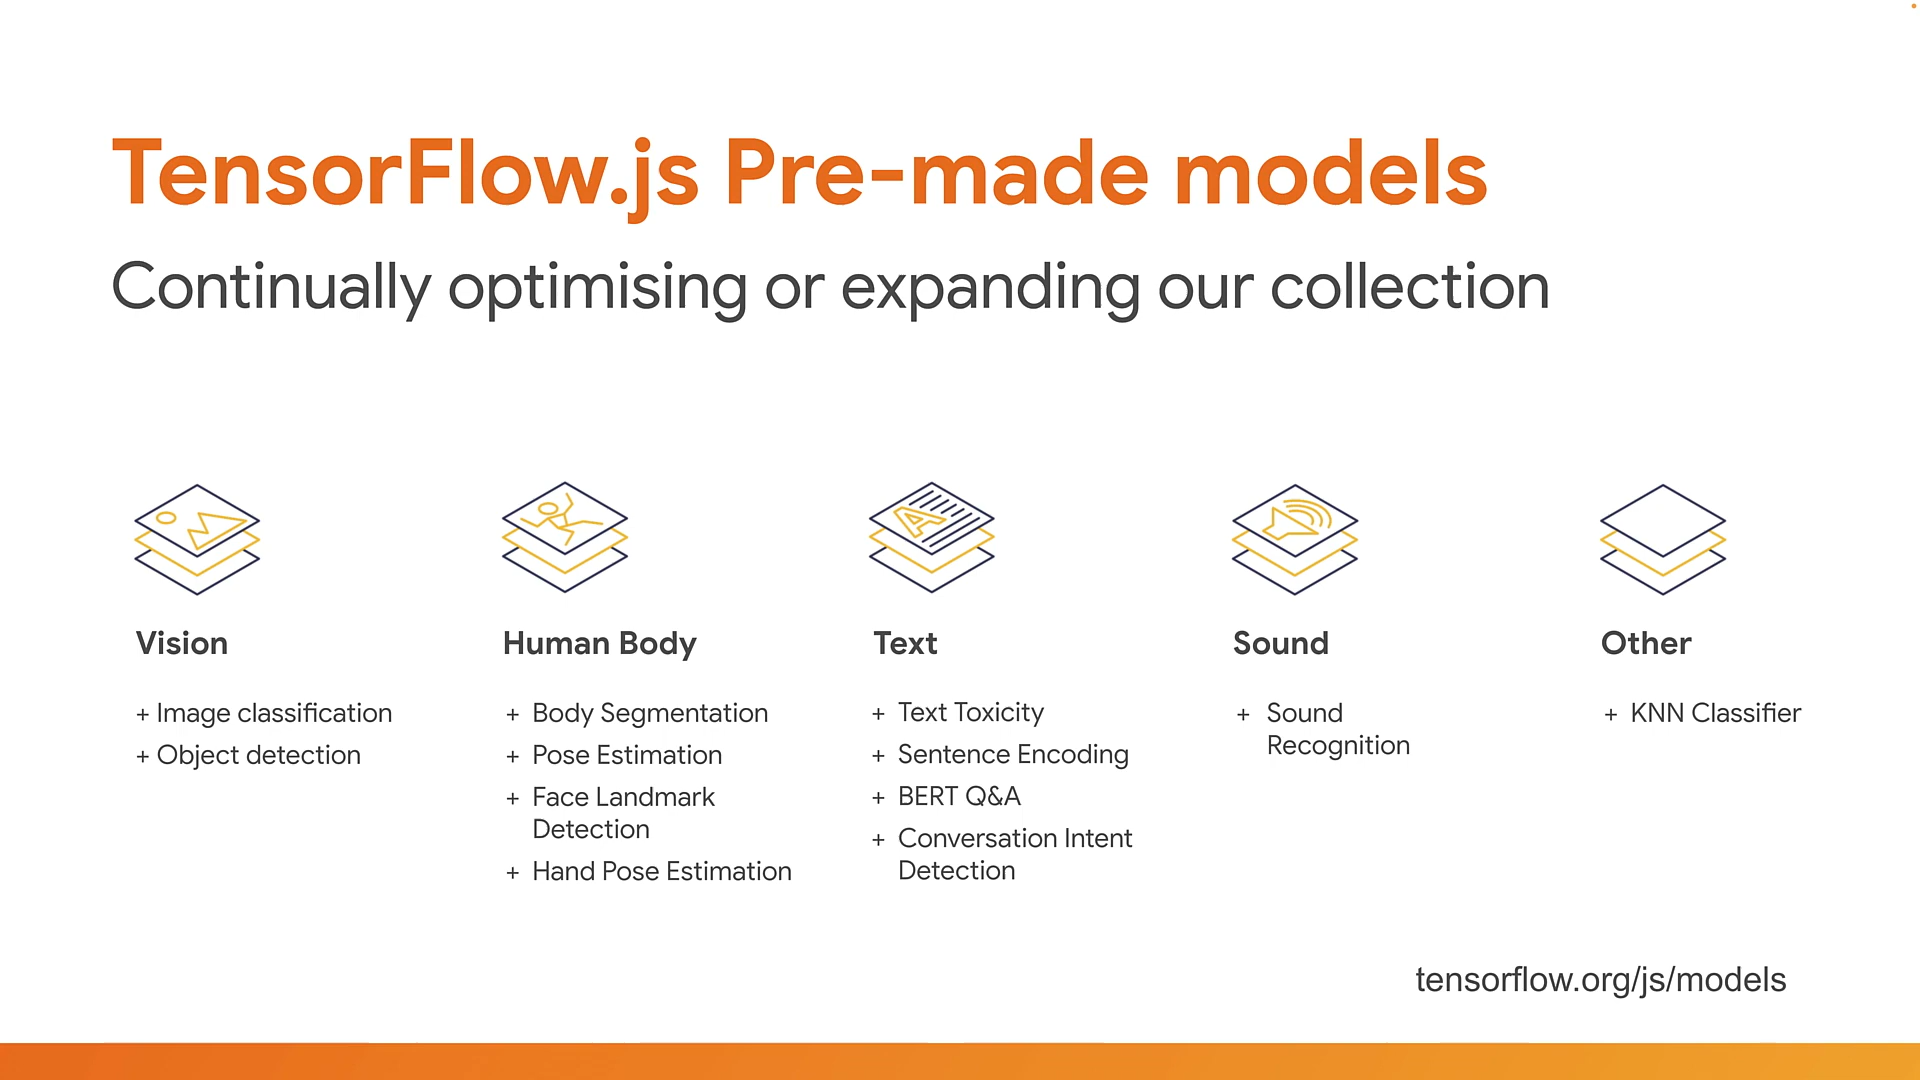 TensorFlow.js Pre-made models
Continually optimising or expanding our collection
Vision
+ Image classification
+ Object detection
Human Body
+ Body Segmentation
+ Pose Estimation
+ Face Landmark
Detection
+ Hand Pose Estimation
A
Text
+ Text Toxicity
+ Sentence Encoding
+ BERT Q&A
+ Conversation Intent
Detection
Sound
+ Sound
Recognition
Other
+ KNN Classifier
tensorflow.org/js/models